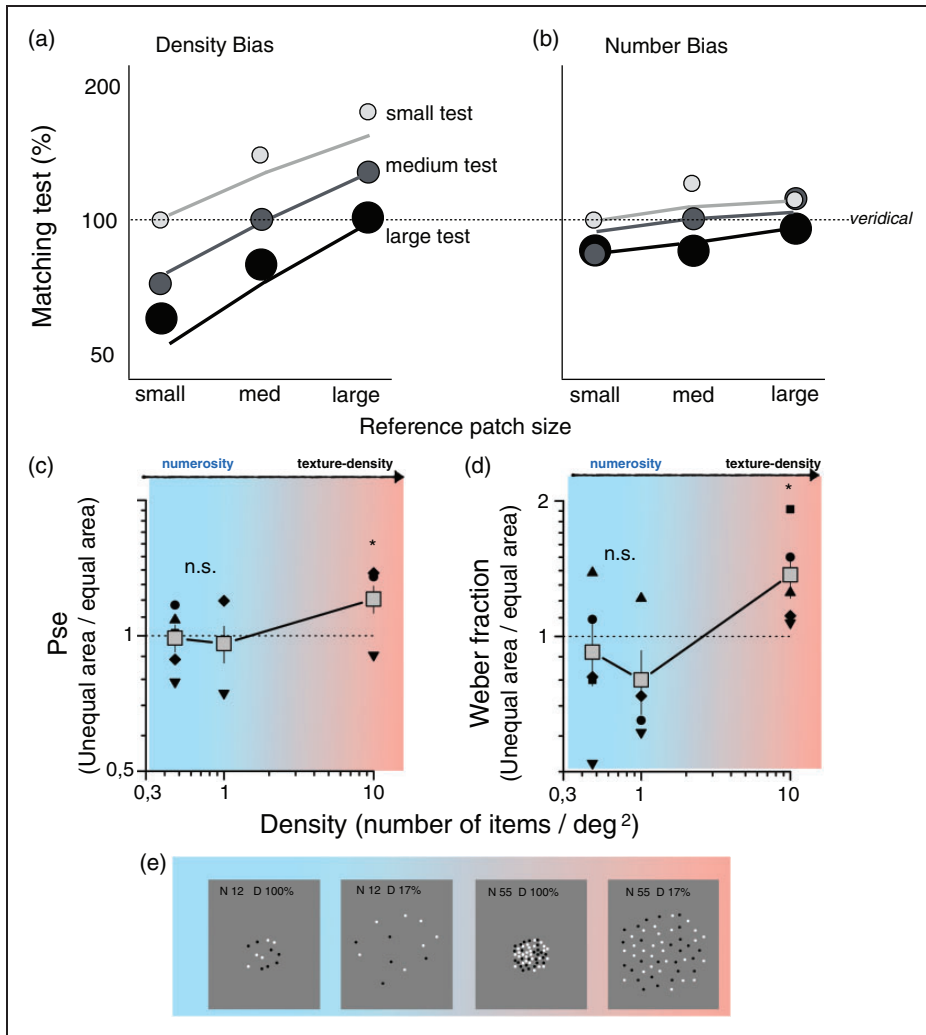 (a)
Density Bias
(b)
Number Bias
Matching test (%)
200
100
50
small test
medium test
large test
veridical
small med large
small med large
Reference patch size
(c)
numerosity texture-density
(d)
numerosity texture-density
Pse
(Unequal area / equal area)
1
0,5
n.s.
*
0,3 1 10
Weber fraction
(Unequal area / equal area)
2
1
n.s.
*
0,3 1 10
Density (number of items / deg 2)
(e)
N 12 D 100%
N 12 D 17%
N 55 D 100%
N 55 D 17%